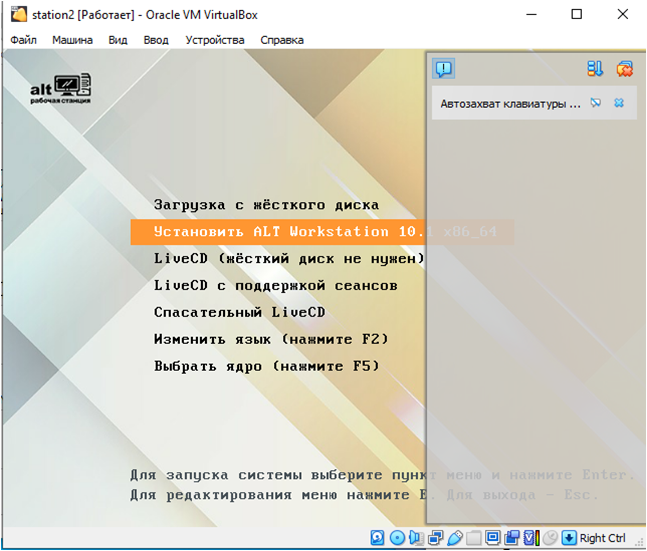 station2 [Работает] - Oracle VM VirtualBox
Файл Машина Вид Ввод Устройства Справка
alt
рабочая станция
Автозахват клавиатуры ...
Загрузка с жёсткого диска
Установить ALT Workstation 10.1 x86_64
LiveCD (жёсткий диск не нужен)
LiveCD с поддержкой сеансов
Спасательный LiveCD
Изменить язык (нажмите F2)
Выбрать ядро (нажмите F5)
Для запуска системы выберите пункт меню и нажмите Enter.
Для редактирования меню нажмите E. Для выхода - Esc.
Right Ctrl